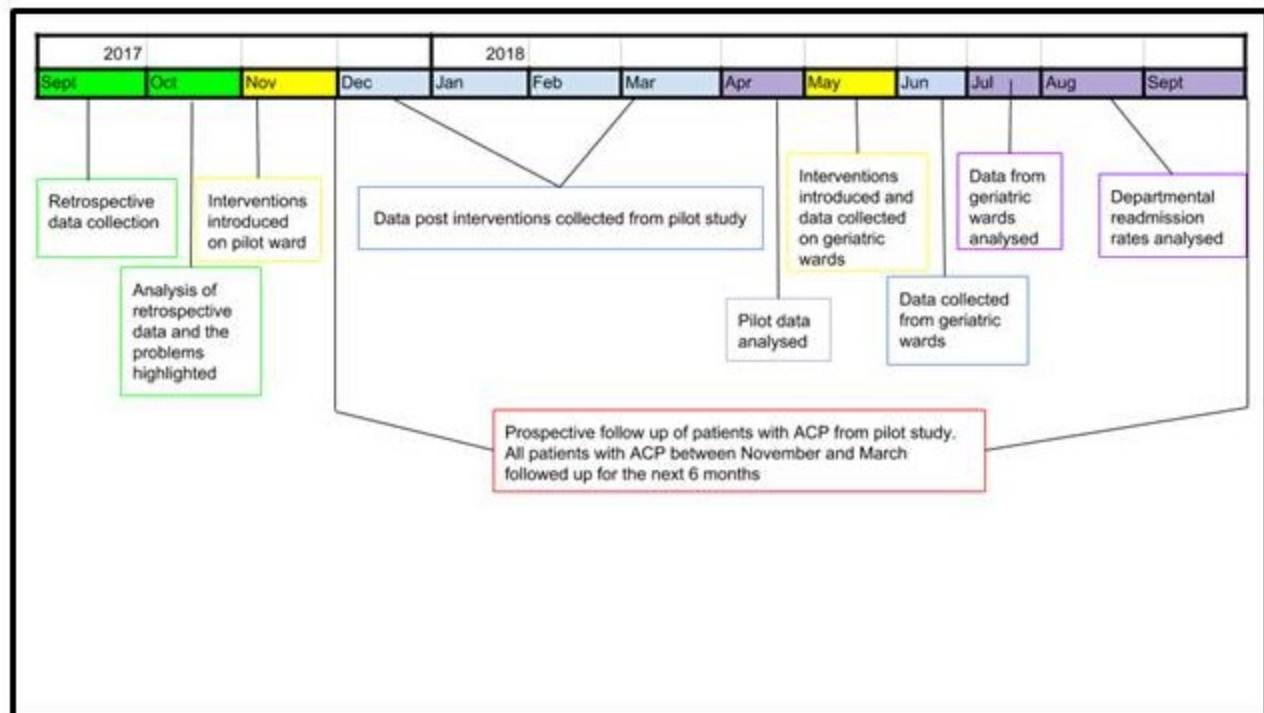 2017 2018
Sept Oct Nov Dec Jan Feb Mar Apr May Jun Jul Aug Sept
Retrospective
data collection
Analysis of
retrospective
data and the
problems
highlighted
Interventions
introduced
on pilot ward
Data post interventions collected from pilot study
Pilot data
analysed
Interventions
introduced and
data collected
on geriatric
wards
Data collected
from geriatric
wards
Data from
geriatric
wards
analysed
Departmental
readmission
rates analysed
Prospective follow up of patients with ACP from pilot study.
All patients with ACP between November and March
followed up for the next 6 months